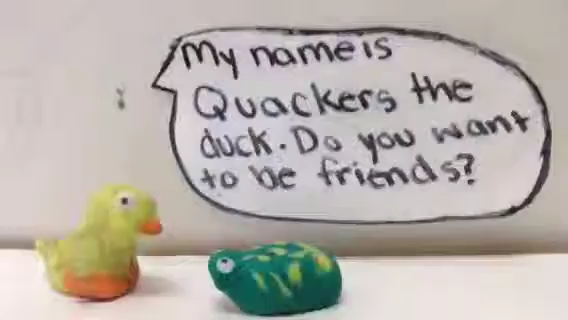 My name is
Quackers the
duck. Do you want
to be friends?